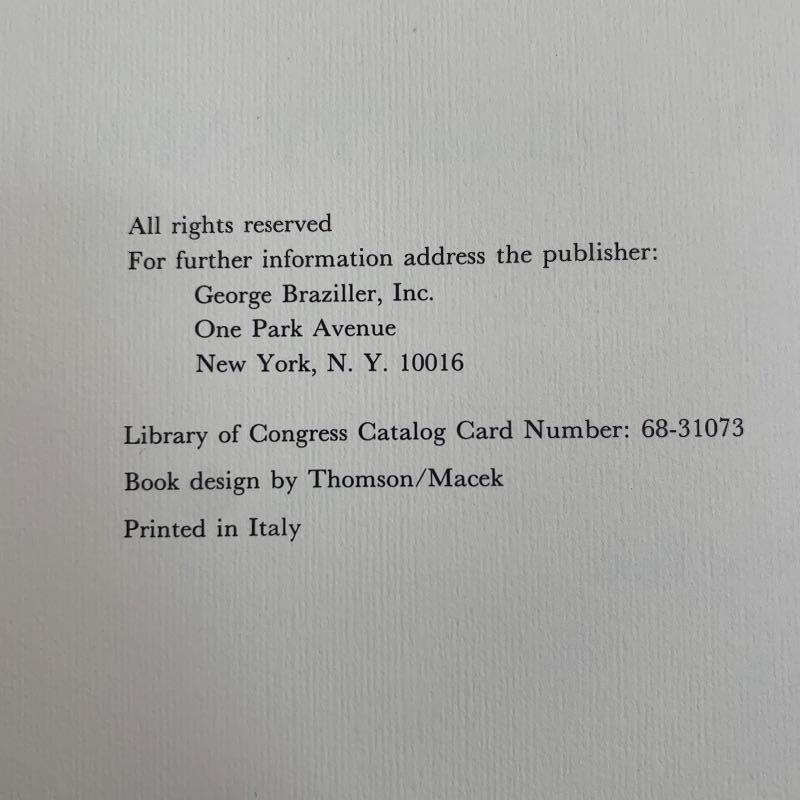 All rights reserved
For further information address the publisher:
George Braziller, Inc.
One Park Avenue
New York, N. Y. 10016
Library of Congress Catalog Card Number: 68-31073
Book design by Thomson/Macek
Printed in Italy